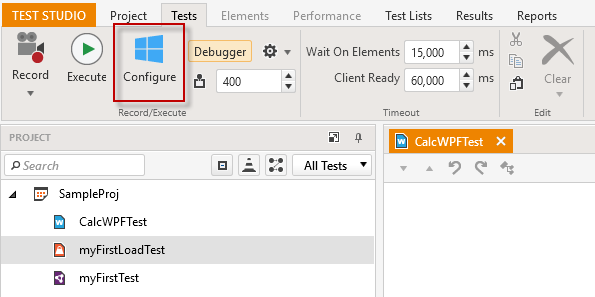 TEST STUDIO Project Tests Elements Performance Test Lists Results Reports
Record Execute Configure Debugger 400
Wait On Elements 15,000 ms
Client Ready 60,000 ms
Clear
Record/Execute Timeout Edit
PROJECT
Search All Tests
SampleProj
CalcWPFTest
myFirstLoadTest
myFirstTest
W CalcWPFTest